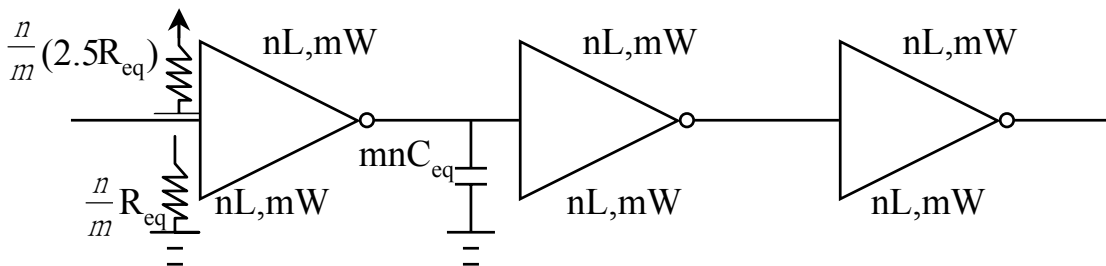 n/m (2.5R_eq)
nL,mW
nL,mW
nL,mW
mnC_eq
n/m R_eq
nL,mW
nL,mW
nL,mW